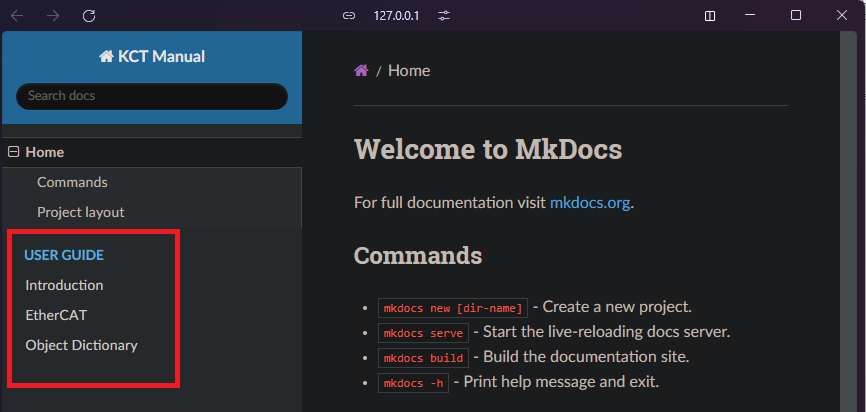 127.0.0.1
KCT Manual
Search docs
Home
Commands
Project layout
USER GUIDE
Introduction
EtherCAT
Object Dictionary
/ Home
Welcome to MkDocs
For full documentation visit mkdocs.org.
Commands
• mkdocs new [dir-name] - Create a new project.
• mkdocs serve - Start the live-reloading docs server.
• mkdocs build - Build the documentation site.
• mkdocs -h - Print help message and exit.